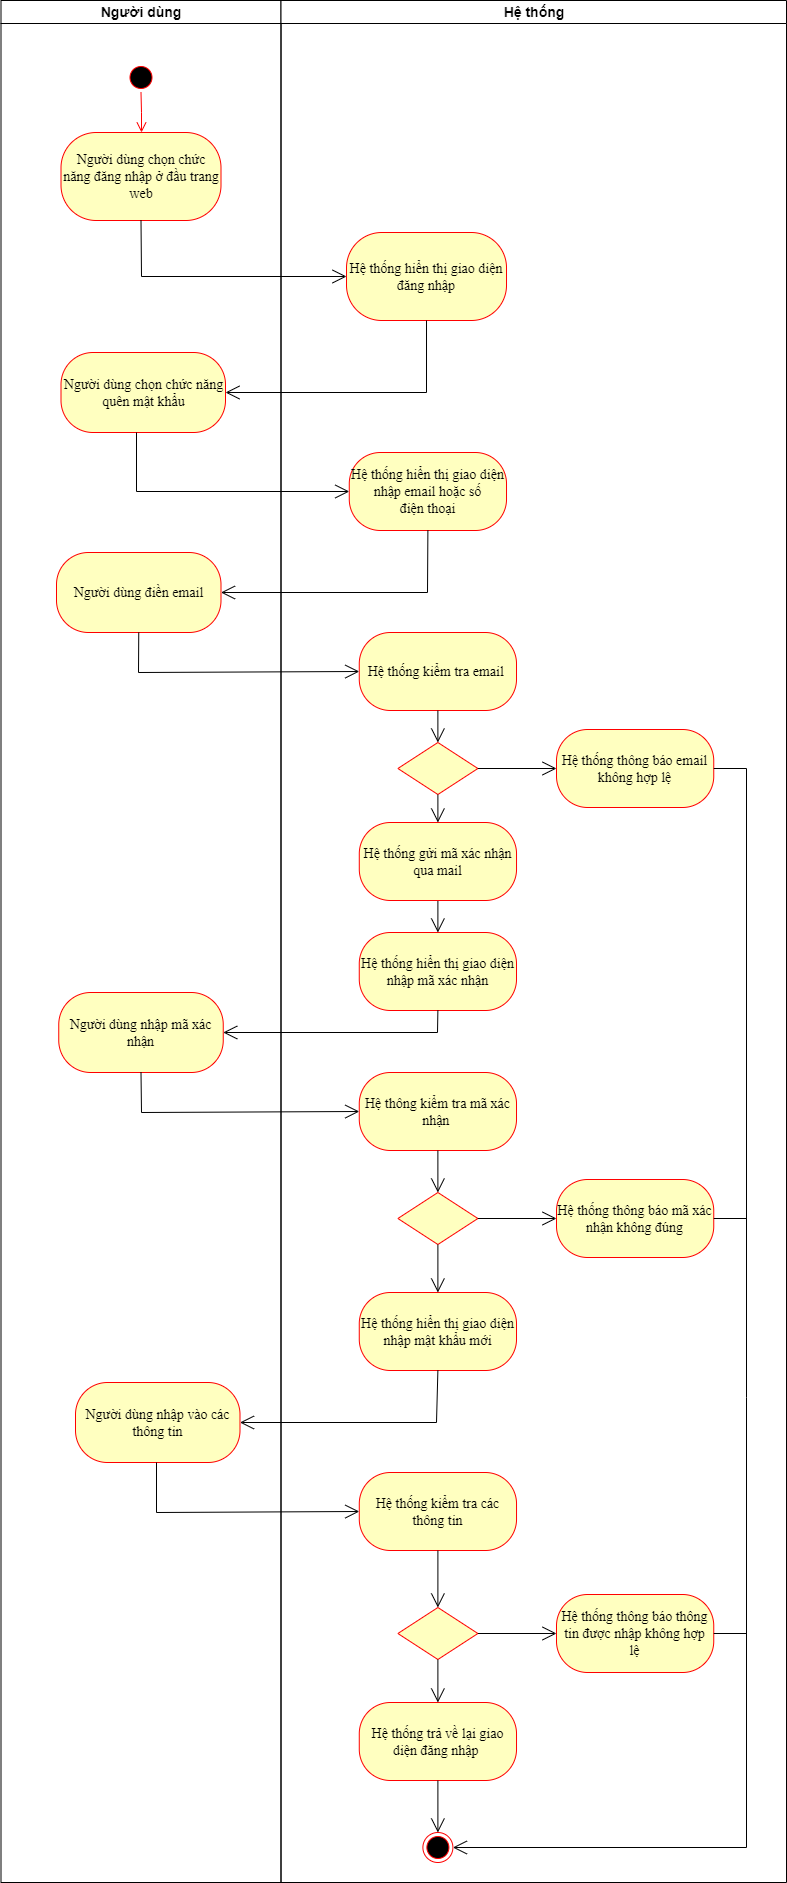 Người dùng
Hệ thống
Người dùng chọn chức
năng đăng nhập ở đầu trang
web
Hệ thống hiển thị giao diện
đăng nhập
Người dùng chọn chức năng
quên mật khẩu
Hệ thống hiển thị giao diện
nhập email hoặc số
điện thoại
Người dùng điền email
Hệ thống kiểm tra email
Hệ thống thông báo email
không hợp lệ
Hệ thống gửi mã xác nhận
qua mail
Hệ thống hiển thị giao diện
nhập mã xác nhận
Người dùng nhập mã xác
nhận
Hệ thông kiểm tra mã xác
nhận
Hệ thống thông báo mã xác
nhận không đúng
Hệ thống hiển thị giao diện
nhập mật khẩu mới
Người dùng nhập vào các
thông tin
Hệ thống kiểm tra các
thông tin
Hệ thống thông báo thông
tin được nhập không hợp
lệ
Hệ thống trả về lại giao
diện đăng nhập